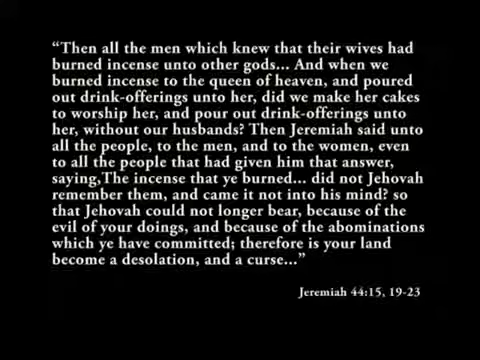 “Then all the men which knew that their wives had
burned incense unto other gods... And when we
burned incense to the queen of heaven, and poured
out drink-offerings unto her, did we make her cakes
to worship her, and pour out drink-offerings unto
her, without our husbands? Then Jeremiah said unto
all the people, to the men, and to the women, even
to all the people that had given him that answer,
saying,The incense that ye burned... did not Jehovah
remember them, and came it not into his mind? so
that Jehovah could not longer bear, because of the
evil of your doings, and because of the abominations
which ye have committed; therefore is your land
become a desolation, and a curse...”
Jeremiah 44:15, 19-23